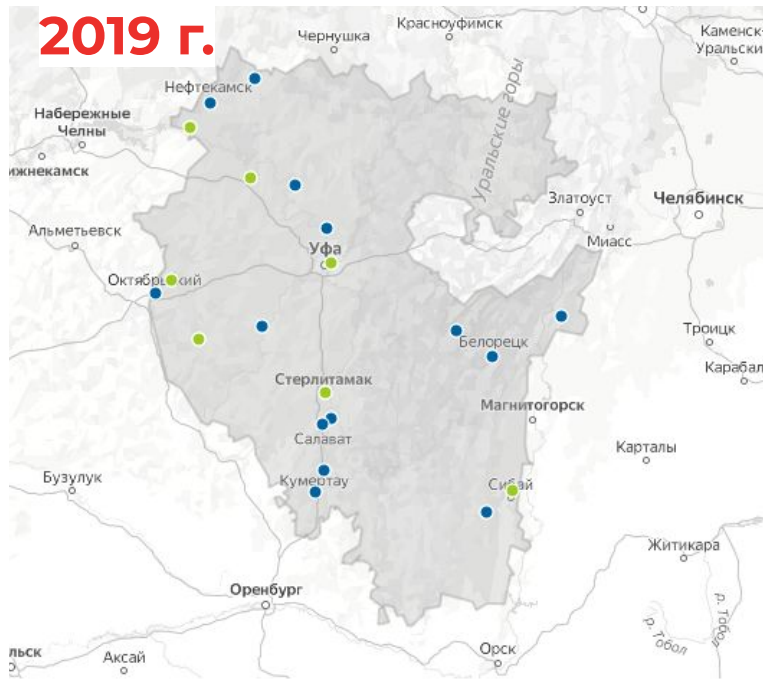 2019 г.
Чернушка
Красноуфимск
Каменск-
Уральски
Нефтекамск
Уральские горы
Набережные
Челны
ижнекамск
Златоуст
Челябинск
Альметьевск
Уфа
Миасс
Октябрьский
Троицк
Белорецк
Карабал
Стерлитамак
Магнитогорск
Салават
Карталы
Бузулук
Кумертау
Сибай
Житикара
Оренбург
р. Тобол
р. Тобол
льск
Аксай
Орск